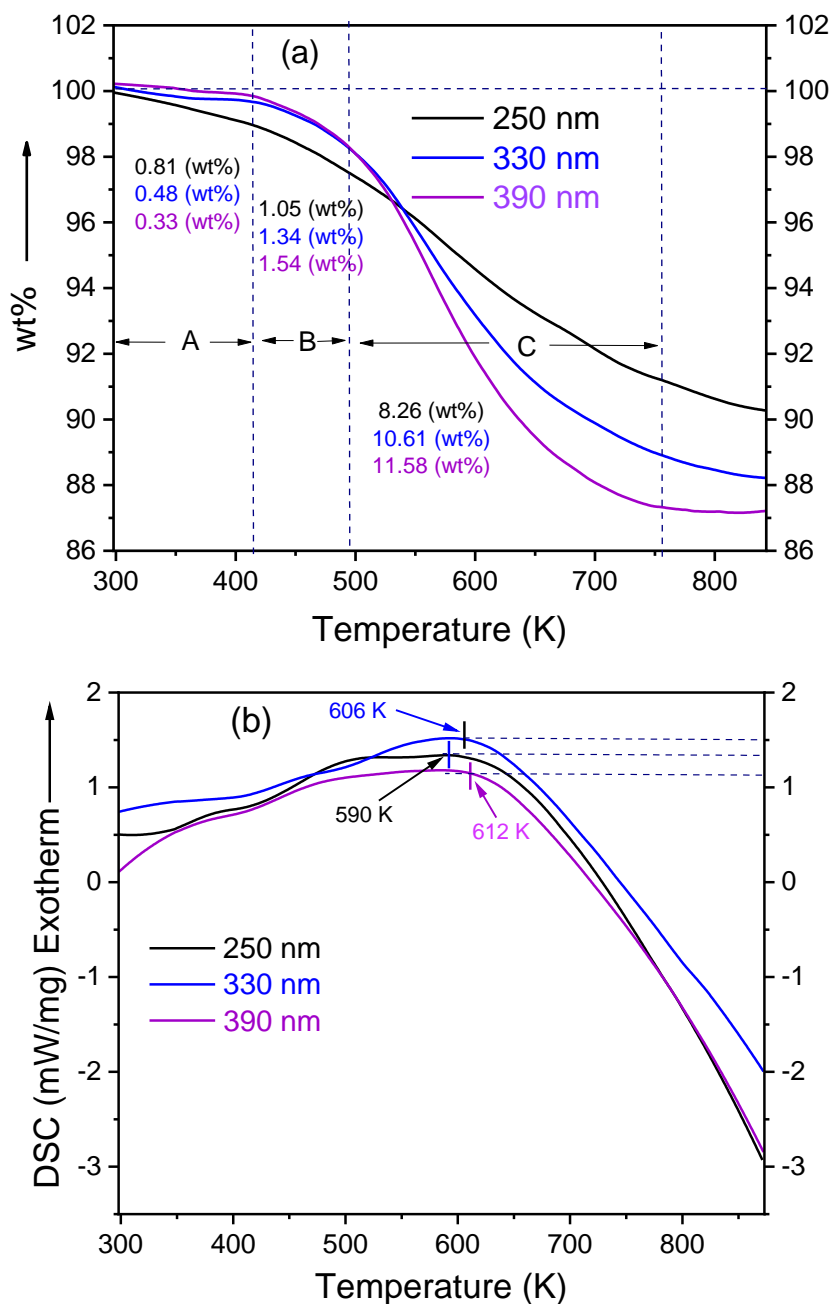 102
102
(a)
100
100
250 nm
330 nm
390 nm
98
98
0.81 (wt%)
0.48 (wt%)
0.33 (wt%)
1.05 (wt%)
1.34 (wt%)
1.54 (wt%)
96
96
94
94
wt%
A
B
C
92
92
8.26 (wt%)
10.61 (wt%)
11.58 (wt%)
90
90
88
88
86
86
300 400 500 600 700 800
Temperature (K)
2
2
(b)
606 K
1
1
590 K
612 K
0
0
DSC (mW/mg) Exotherm
250 nm
330 nm
390 nm
-1
-1
-2
-2
-3
-3
300 400 500 600 700 800
Temperature (K)